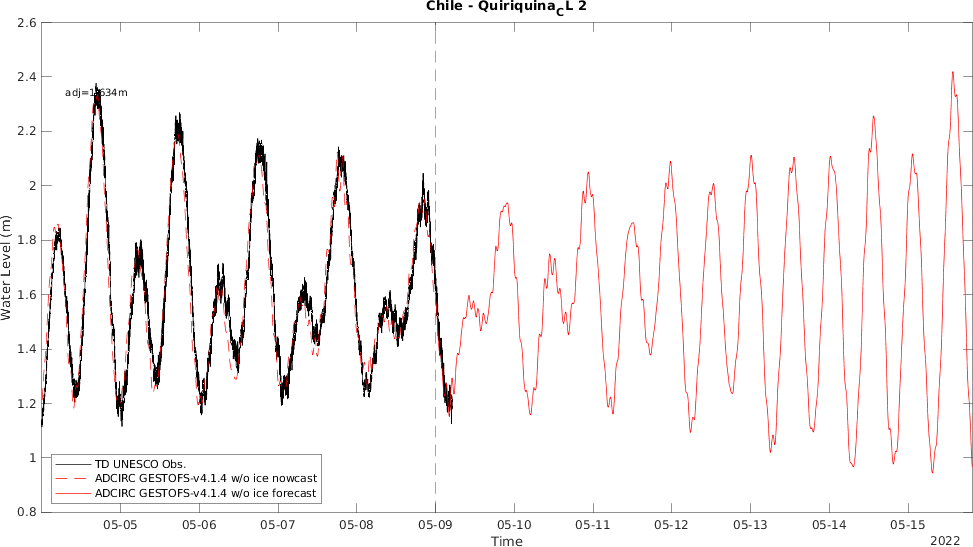 Chile - Quiriquina_CL 2
2.6
2.4
adj=1.634m
2.2
2
1.8
Water Level (m)
1.6
1.4
1.2
1
TD UNESCO Obs.
ADCIRC GESTOFS-v4.1.4 w/o ice nowcast
ADCIRC GESTOFS-v4.1.4 w/o ice forecast
0.8
05-05 05-06 05-07 05-08 05-09 05-10 05-11 05-12 05-13 05-14 05-15
Time
2022